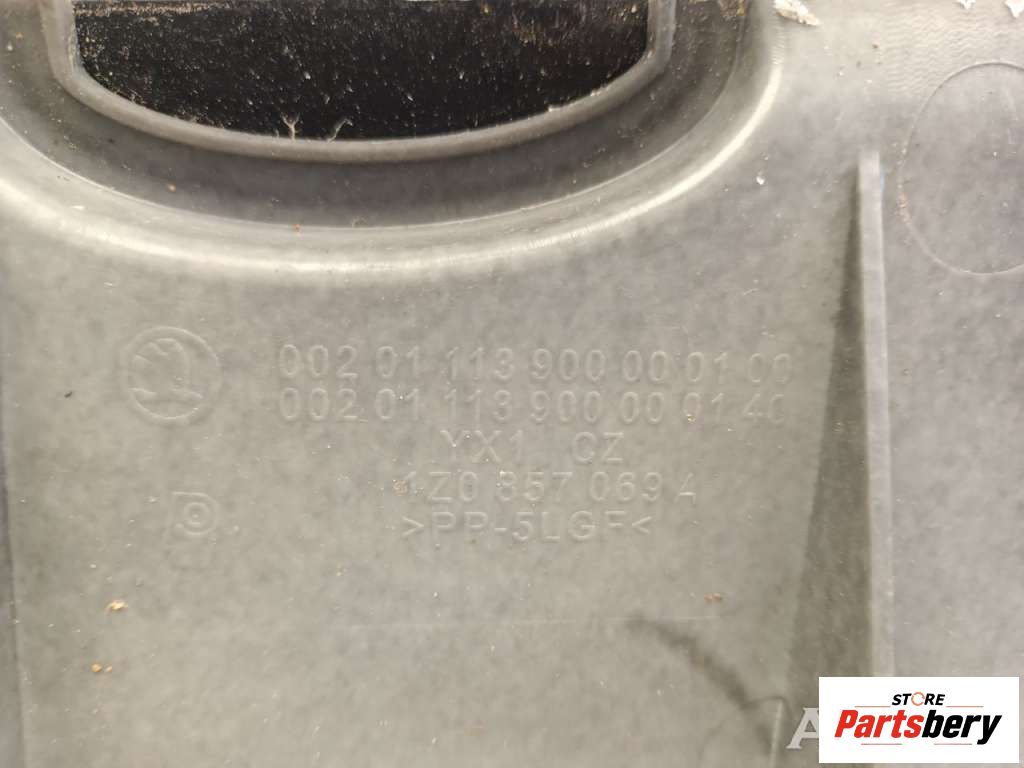 002 01 113 900 00 01 00
002 01 113 900 00 01 40
YX1 CZ
1Z0 857 069 A
>PP-5LGF<
A
STORE
Partsbery